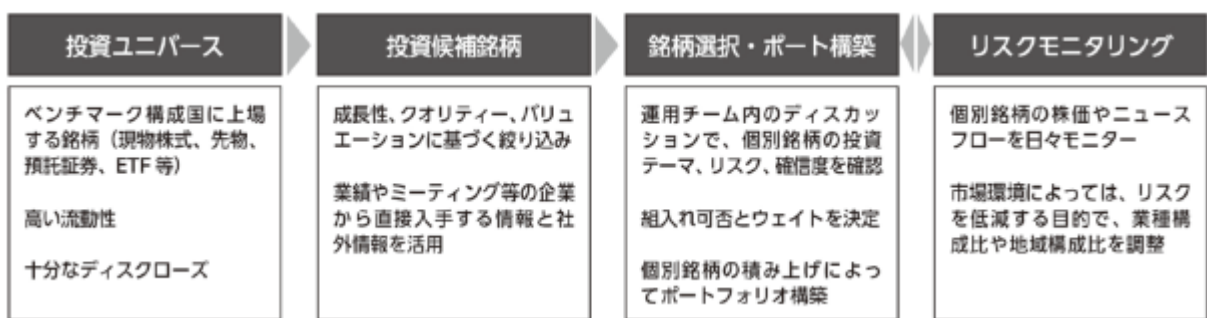 投資ユニバース
ベンチマーク構成国に上場
する銘柄（現物株式、先物、
預託証券、ETF 等）
高い流動性
十分なディスクローズ
投資候補銘柄
成長性、クオリティー、バリュ
エーションに基づく絞り込み
業績やミーティング等の企業
から直接入手する情報と社
外情報を活用
銘柄選択・ポート構築
運用チーム内のディスカッ
ションで、個別銘柄の投資
テーマ、リスク、確信度を確認
組入れ可否とウェイトを決定
個別銘柄の積み上げによっ
てポートフォリオ構築
リスクモニタリング
個別銘柄の株価やニュース
フローを日々モニター
市場環境によっては、リスク
を低減する目的で、業種構
成比や地域構成比を調整